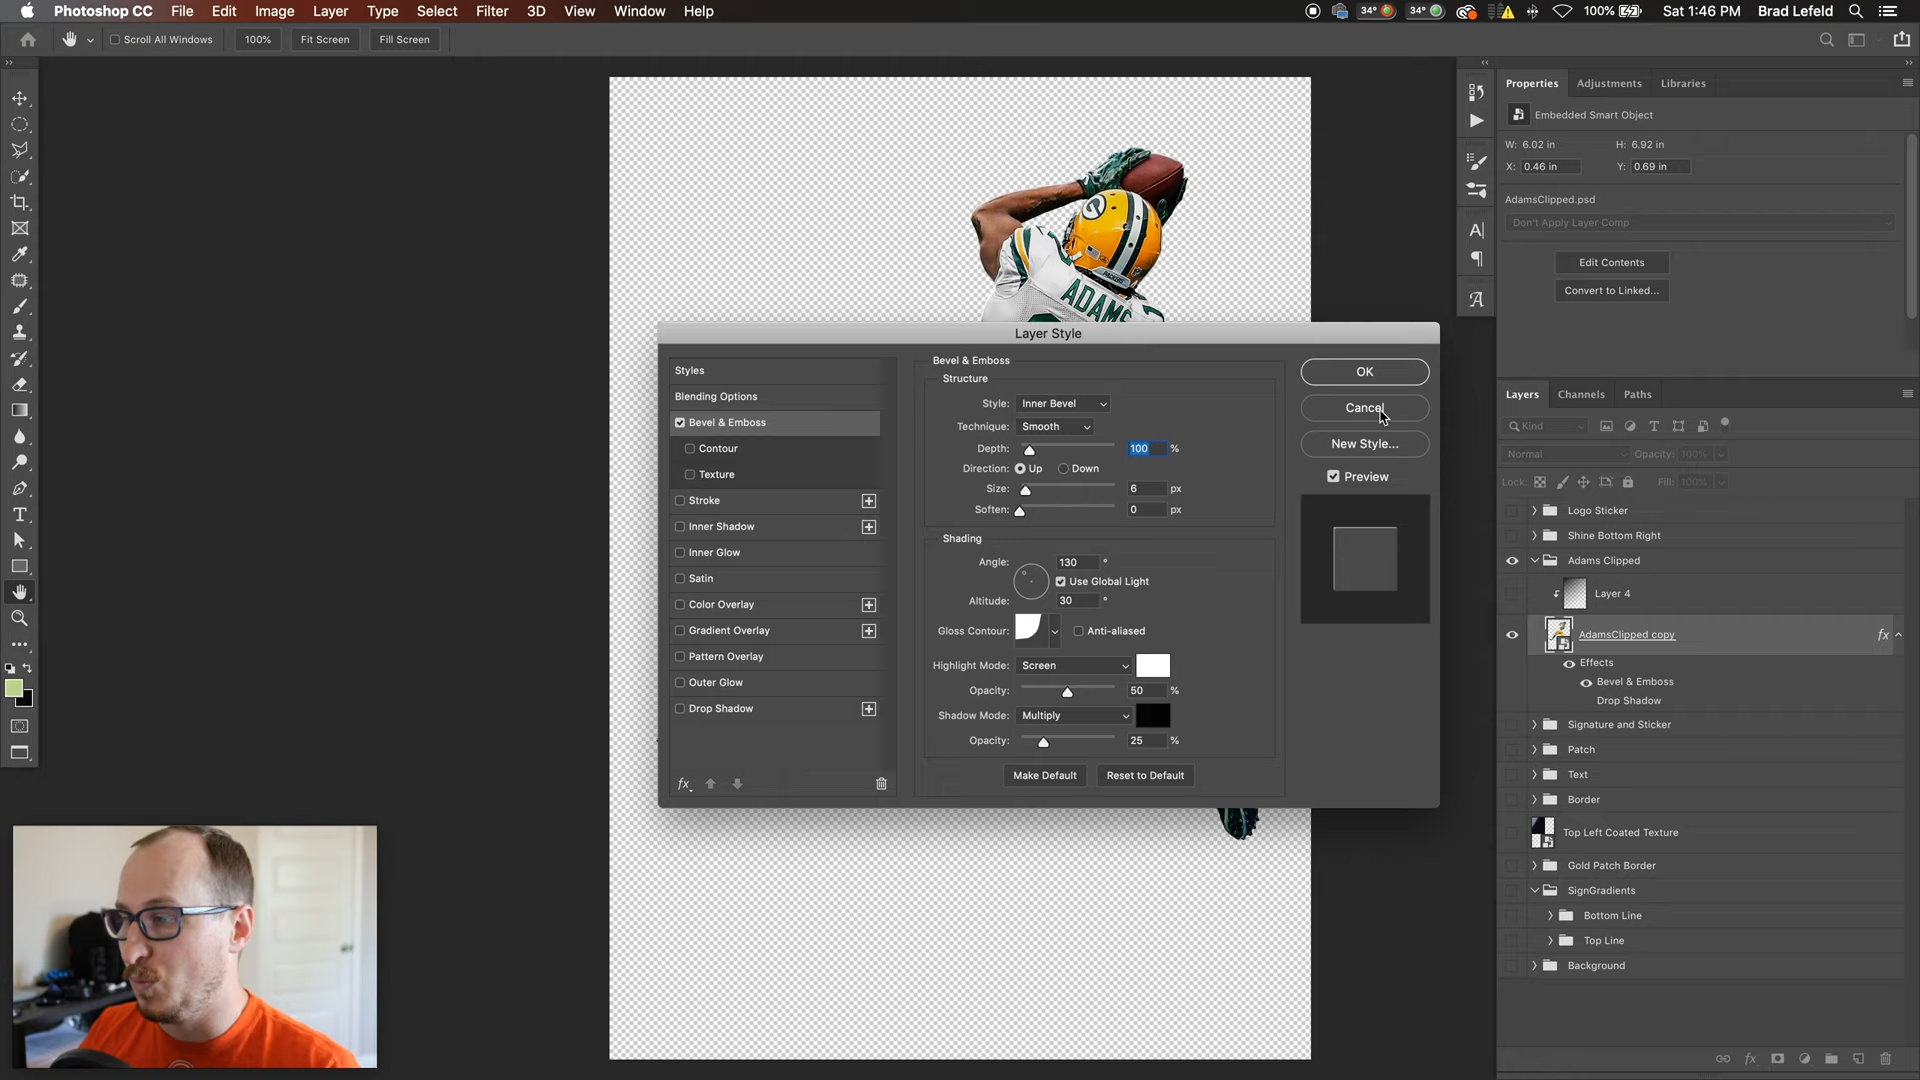 Photoshop CC File Edit Image Layer Type Select Filter 3D View Window Help
34° 34° 100% Sat 1:46 PM Brad Lefeld
Scroll All Windows 100% Fit Screen Fill Screen
Properties Adjustments Libraries
Embedded Smart Object
W: 6.02 in H: 6.92 in
X: 0.46 in Y: 0.69 in
AdamsClipped.psd
Don't Apply Layer Comp
Edit Contents
Convert to Linked...
G
PACKERS
ADAMS
Layer Style
Styles
Blending Options
Bevel & Emboss
Contour
Texture
Stroke
Inner Shadow
Inner Glow
Satin
Color Overlay
Gradient Overlay
Pattern Overlay
Outer Glow
Drop Shadow
fx
Bevel & Emboss
Structure
Style: Inner Bevel
Technique: Smooth
Depth: 100 %
Direction: Up Down
Size: 6 px
Soften: 0 px
Shading
Angle: 130 °
Use Global Light
Altitude: 30 °
Gloss Contour: Anti-aliased
Highlight Mode: Screen
Opacity: 50 %
Shadow Mode: Multiply
Opacity: 25 %
Make Default Reset to Default
OK
Cancel
New Style...
Preview
Layers Channels Paths
Kind
Normal Opacity: 100%
Lock: Fill: 100%
Logo Sticker
Shine Bottom Right
Adams Clipped
Layer 4
AdamsClipped copy fx
Effects
Bevel & Emboss
Drop Shadow
Signature and Sticker
Patch
Text
Border
Top Left Coated Texture
Gold Patch Border
SignGradients
Bottom Line
Top Line
Background
fx